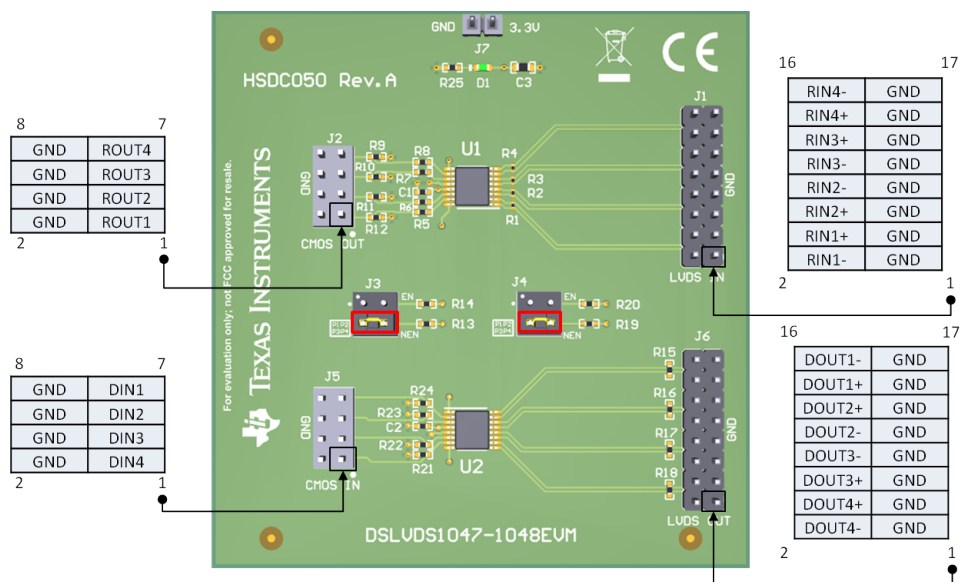 GND 3.3V
J7
R25 D1 C3
HSDC050 Rev.A
J1
J2
R9
R10
R8
R7
C1
R6
R11
R12
R5
U1
R4
R3
R2
R1
GND
GND
CMOS OUT
LVDS IN
For evaluation only; not FCC approved for resale.
TEXAS INSTRUMENTS
J3
EN
R14
R13
NEN
P1P2
P3P4
J4
EN
R20
R19
NEN
P1P2
P3P4
J5
GND
CMOS IN
R24
R23
C2
R22
R21
U2
J6
R15
R16
R17
R18
GND
LVDS OUT
DSLVDS1047-1048EVM
8 7
GND ROUT4
GND ROUT3
GND ROUT2
GND ROUT1
2 1
8 7
GND DIN1
GND DIN2
GND DIN3
GND DIN4
2 1
16 17
RIN4- GND
RIN4+ GND
RIN3+ GND
RIN3- GND
RIN2- GND
RIN2+ GND
RIN1+ GND
RIN1- GND
2 1
16 17
DOUT1- GND
DOUT1+ GND
DOUT2+ GND
DOUT2- GND
DOUT3- GND
DOUT3+ GND
DOUT4+ GND
DOUT4- GND
2 1